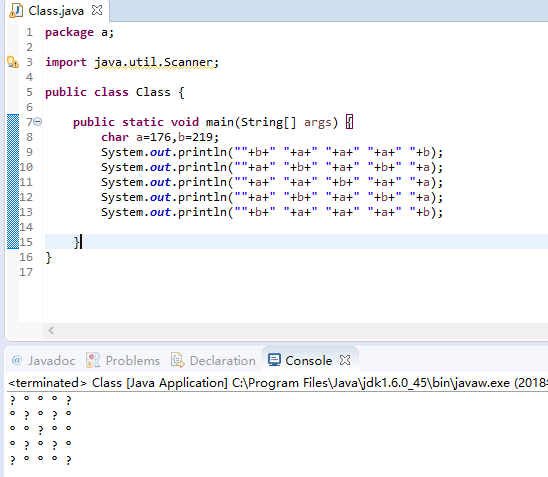 Class.java
1 package a;
2
3 import java.util.Scanner;
4
5 public class Class {
6
7 public static void main(String[] args) {
8 char a=176,b=219;
9 System.out.println(""+b+" "+a+" "+a+" "+a+" "+b);
10 System.out.println(""+a+" "+b+" "+a+" "+b+" "+a);
11 System.out.println(""+a+" "+a+" "+b+" "+a+" "+a);
12 System.out.println(""+a+" "+b+" "+a+" "+b+" "+a);
13 System.out.println(""+b+" "+a+" "+a+" "+a+" "+b);
14
15 }
16 }
17
@ Javadoc Problems Declaration Console
<terminated> Class [Java Application] C:\Program Files\Java\jdk1.6.0_45\bin\javaw.exe (2018
? ° ° ° ?
° ? ° ? °
° ° ? ° °
° ? ° ? °
? ° ° ° ?